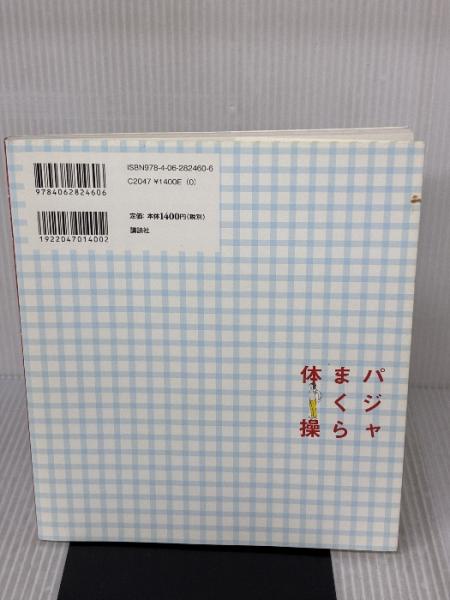 ISBN978-4-06-282460-6
C2047 ¥1400E (0)
9784062824606
定価:本体1400円(税別)
講談社
1922047014002
パジャ
まくら
体操